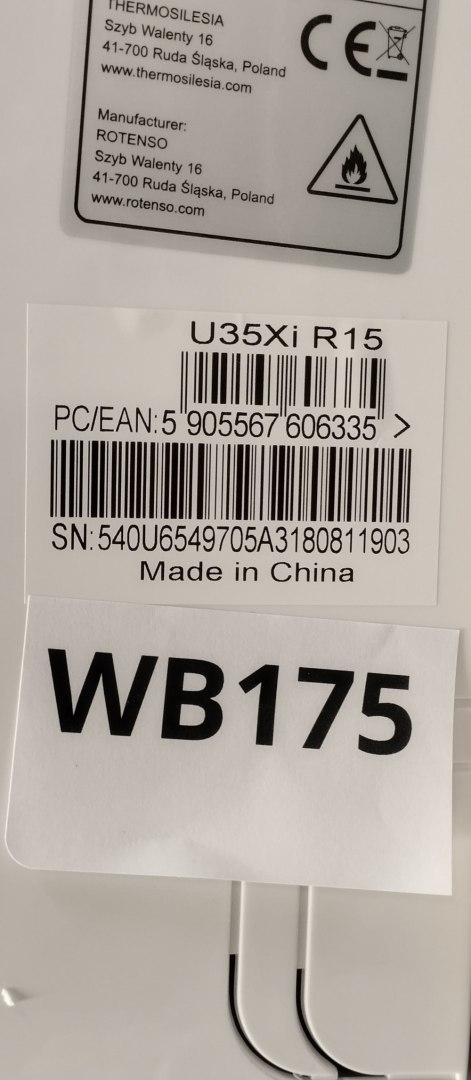 THERMOSILESIA
Szyb Walenty 16
41-700 Ruda Śląska, Poland
www.thermosilesia.com
CE
Manufacturer:
ROTENSO
Szyb Walenty 16
41-700 Ruda Śląska, Poland
www.rotenso.com
U35Xi R15
PC/EAN: 5 905567 606335 >
SN: 540U6549705A3180811903
Made in China
WB175